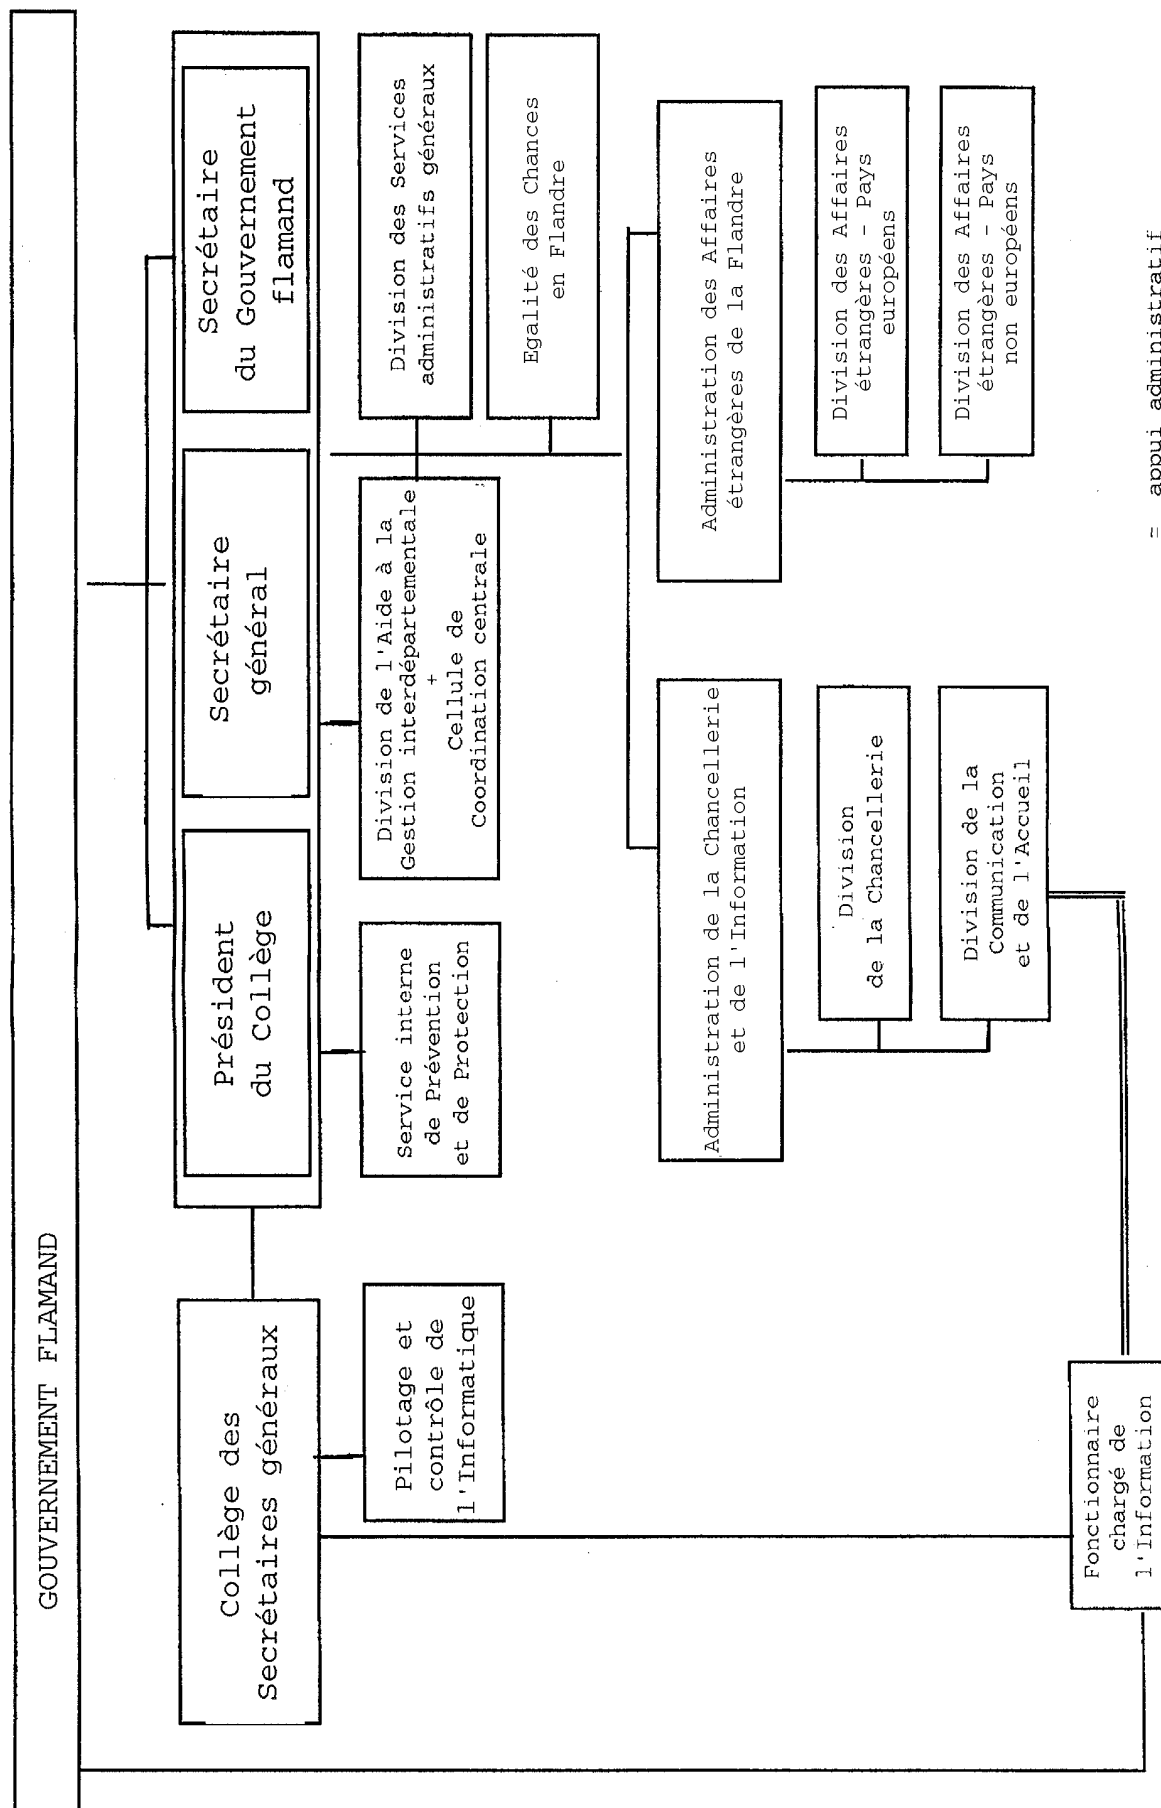 GOUVERNEMENT FLAMAND
Collège des
Secrétaires généraux
Président
du Collège
Secrétaire
général
Secrétaire
du Gouvernement
flamand
Pilotage et
contrôle de
l'Informatique
Service interne
de Prévention
et de Protection
Division de l'Aide à la
Gestion interdépartementale
+
Cellule de
Coordination centrale
Division des Services
administratifs généraux
Egalité des Chances
en Flandre
Administration de la Chancellerie
et de l'Information
Administration des Affaires
étrangères de la Flandre
Division
de la Chancellerie
Division de la
Communication
et de l'Accueil
Division des Affaires
étrangères - Pays
européens
Division des Affaires
étrangères - Pays
non européens
Fonctionnaire
chargé de
l'Information
= appui administratif